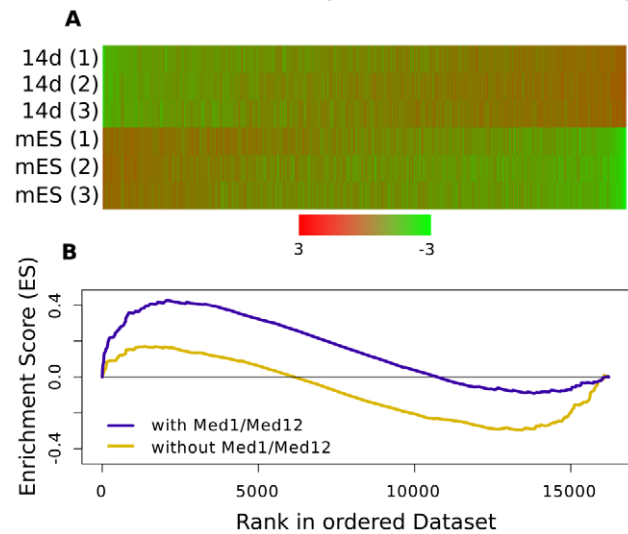 A
14d (1)
14d (2)
14d (3)
mES (1)
mES (2)
mES (3)
3 -3
B
Enrichment Score (ES)
0.4
0.0
-0.4
with Med1/Med12
without Med1/Med12
0 5000 10000 15000
Rank in ordered Dataset